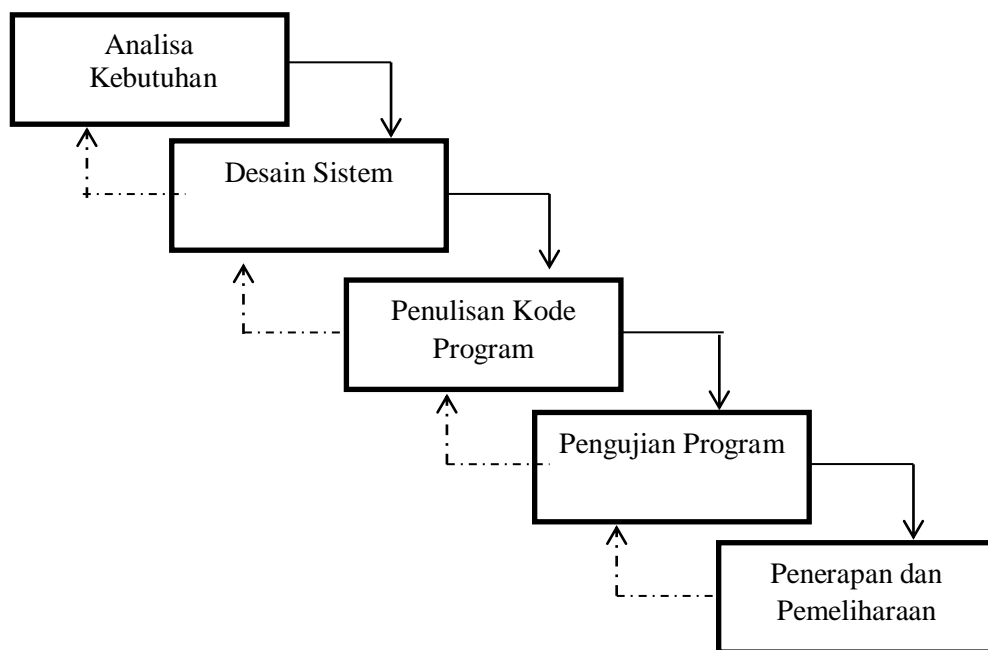 Analisa
Kebutuhan
Desain Sistem
Penulisan Kode
Program
Pengujian Program
Penerapan dan
Pemeliharaan